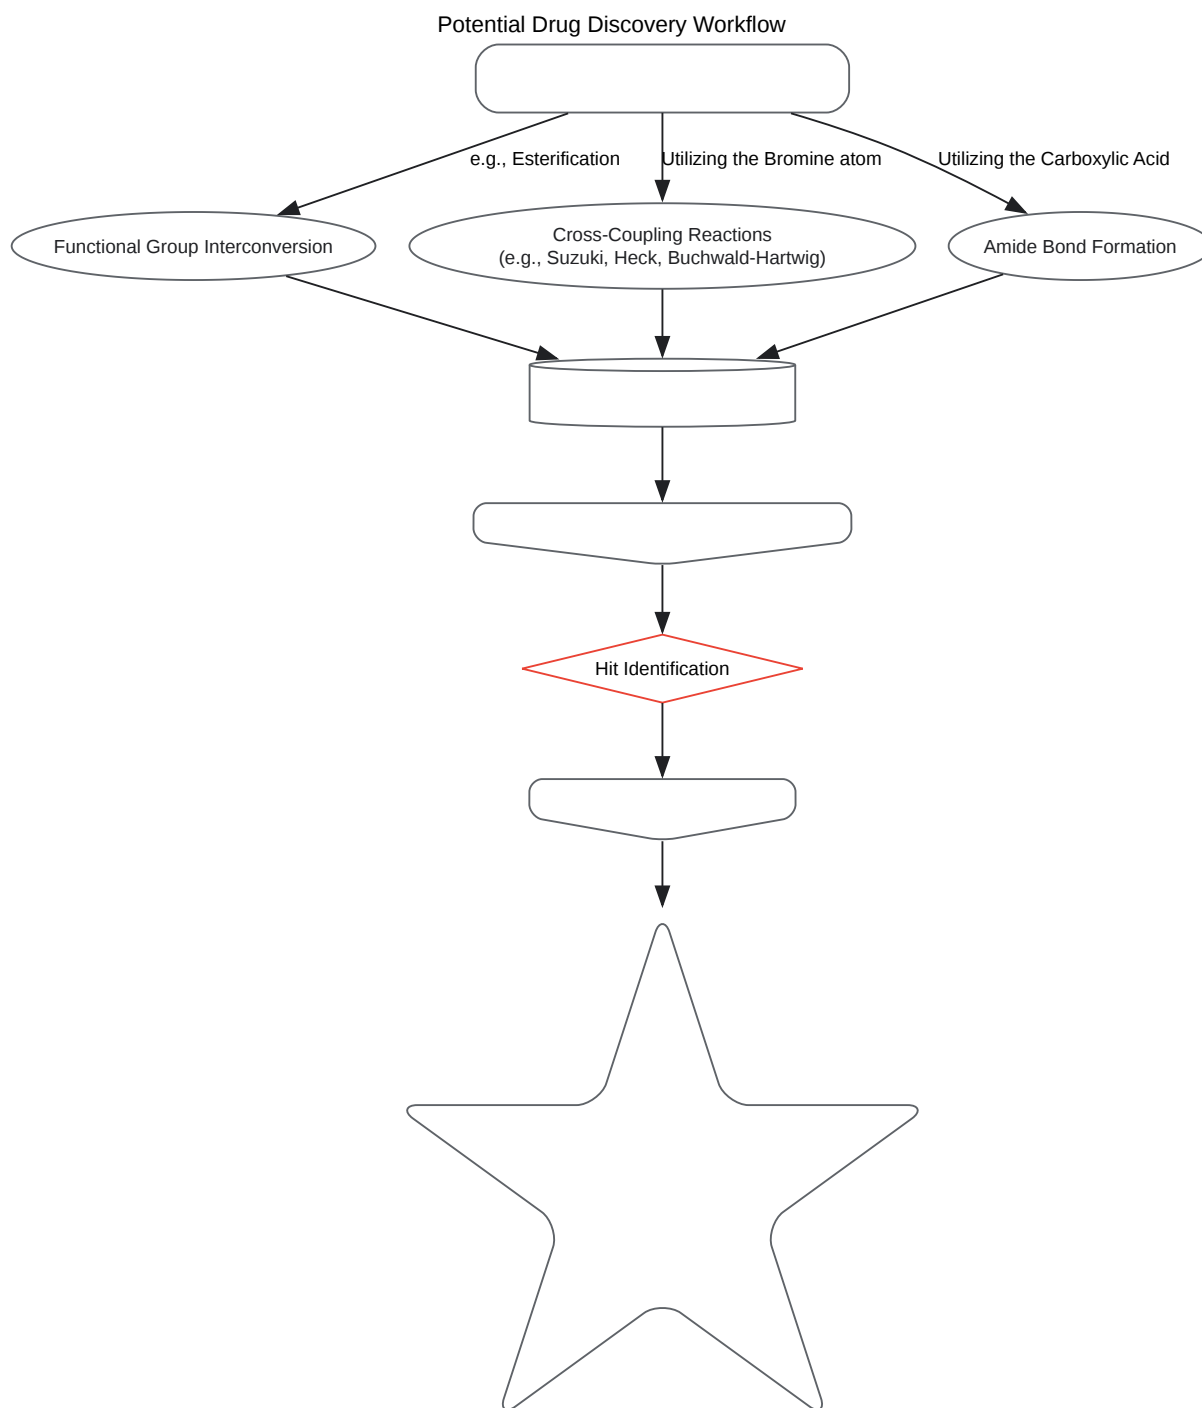 Potential Drug Discovery Workflow
e.g., Esterification
Utilizing the Bromine atom
Utilizing the Carboxylic Acid
Functional Group Interconversion
Cross-Coupling Reactions
(e.g., Suzuki, Heck, Buchwald-Hartwig)
Amide Bond Formation
Hit Identification